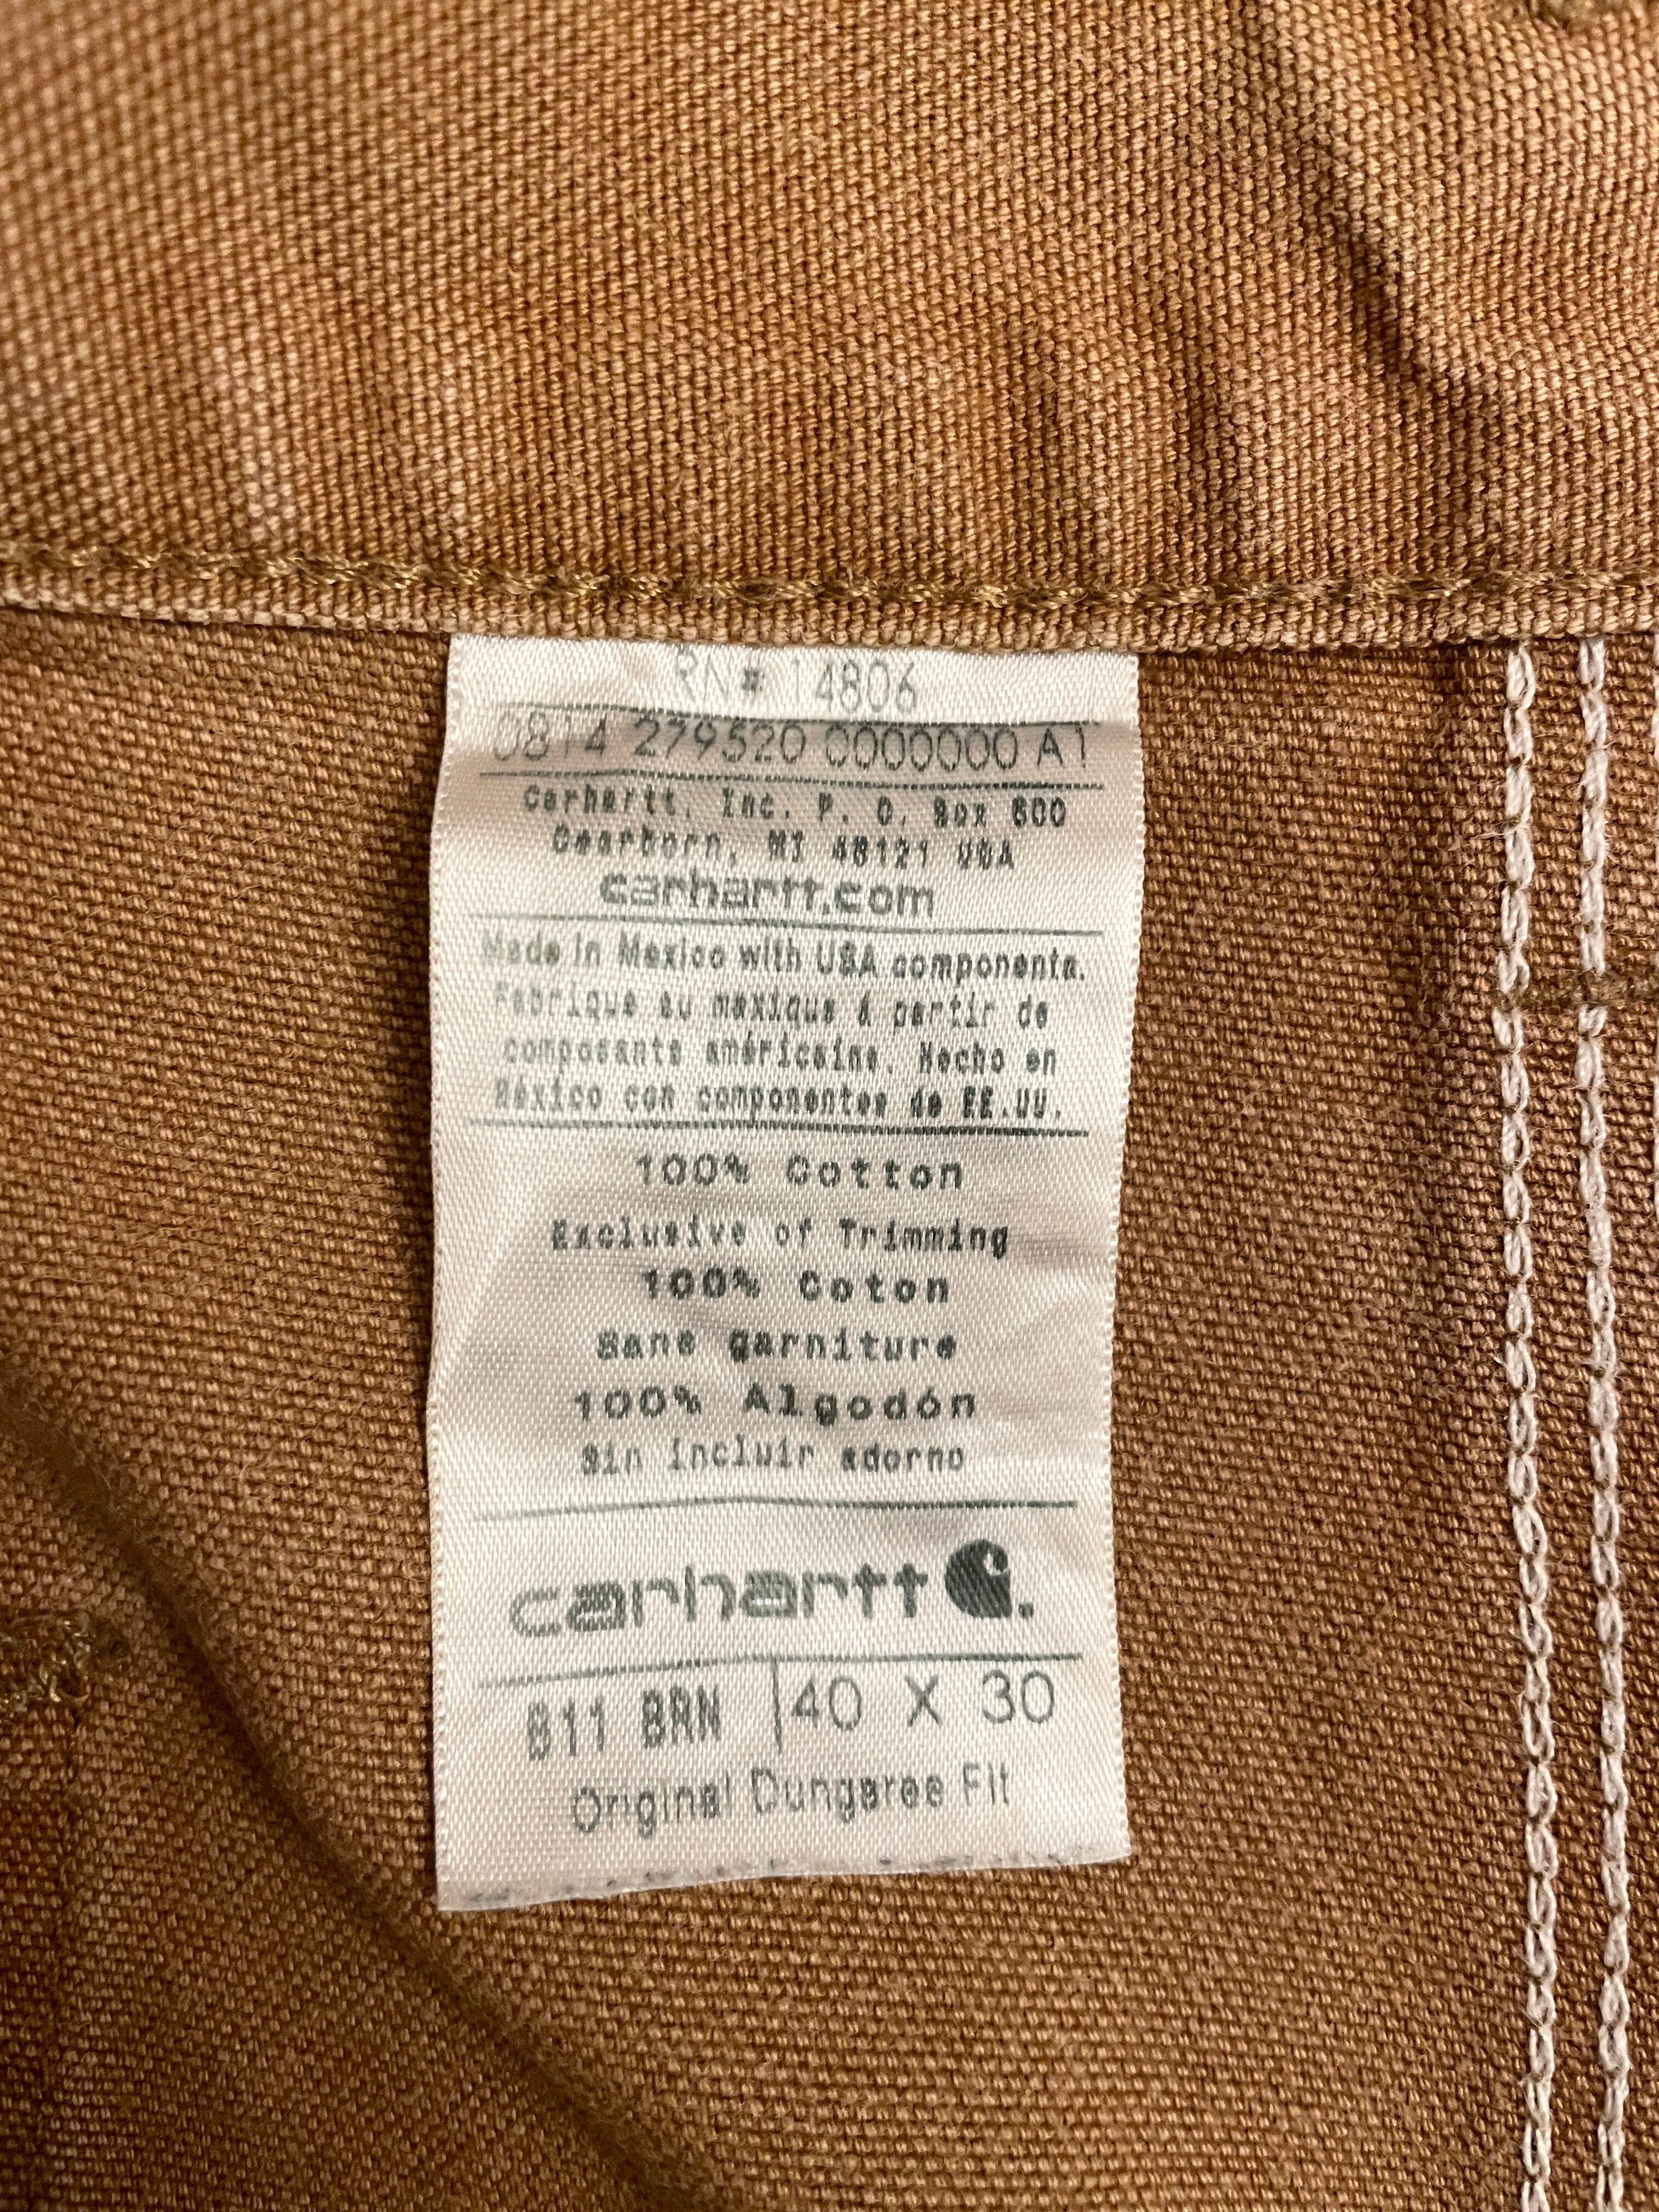 RN# 14806
0814 279520 0000000 A1
Carhartt, Inc. P. O. Box 600
Dearborn, MI 48121 USA
carhartt.com
Made in Mexico with USA components.
Fabrique au mexique á partir de
composants américains. Hecho en
México con componentes de EE.UU.
100% Cotton
Exclusive of Trimming
100% Coton
Sans garniture
100% Algodón
Sin incluir adorno
carhartt
B11 BRN 40 X 30
Original Dungaree Fit